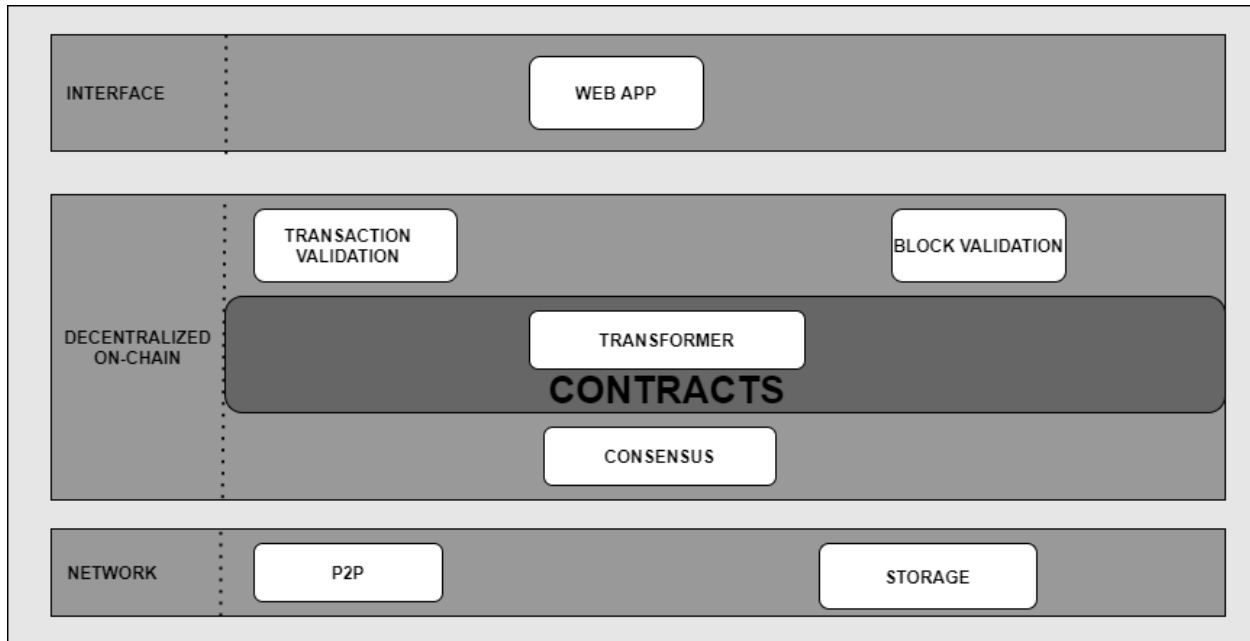 INTERFACE
WEB APP
TRANSACTION
VALIDATION
BLOCK VALIDATION
DECENTRALIZED
ON-CHAIN
TRANSFORMER
CONTRACTS
CONSENSUS
NETWORK
P2P
STORAGE